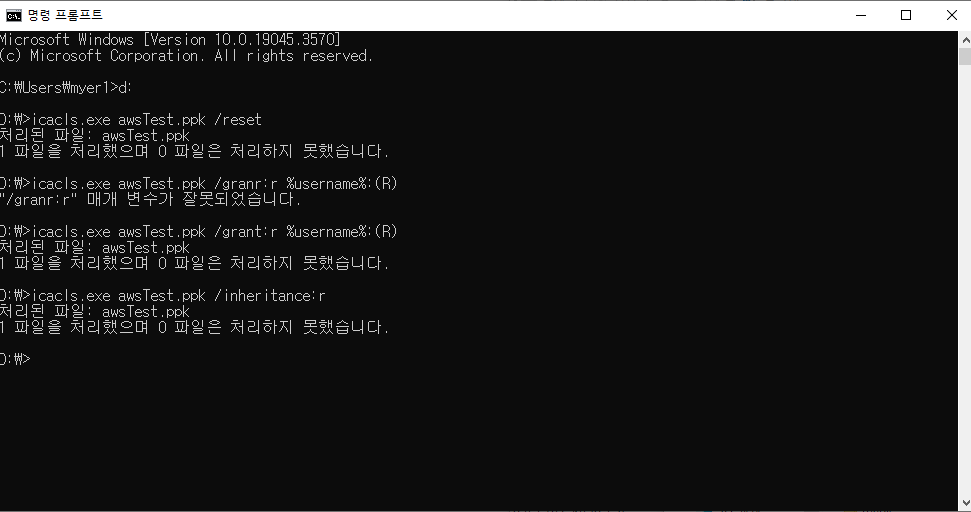 명령 프롬프트
Microsoft Windows [Version 10.0.19045.3570]
(c) Microsoft Corporation. All rights reserved.
C:₩Users₩myer1>d:
D:₩>icacls.exe awsTest.ppk /reset
처리된 파일: awsTest.ppk
1 파일을 처리했으며 0 파일은 처리하지 못했습니다.
D:₩>icacls.exe awsTest.ppk /granr:r %username%:(R)
"/granr:r" 매개 변수가 잘못되었습니다.
D:₩>icacls.exe awsTest.ppk /grant:r %username%:(R)
처리된 파일: awsTest.ppk
1 파일을 처리했으며 0 파일은 처리하지 못했습니다.
D:₩>icacls.exe awsTest.ppk /inheritance:r
처리된 파일: awsTest.ppk
1 파일을 처리했으며 0 파일은 처리하지 못했습니다.
D:₩>